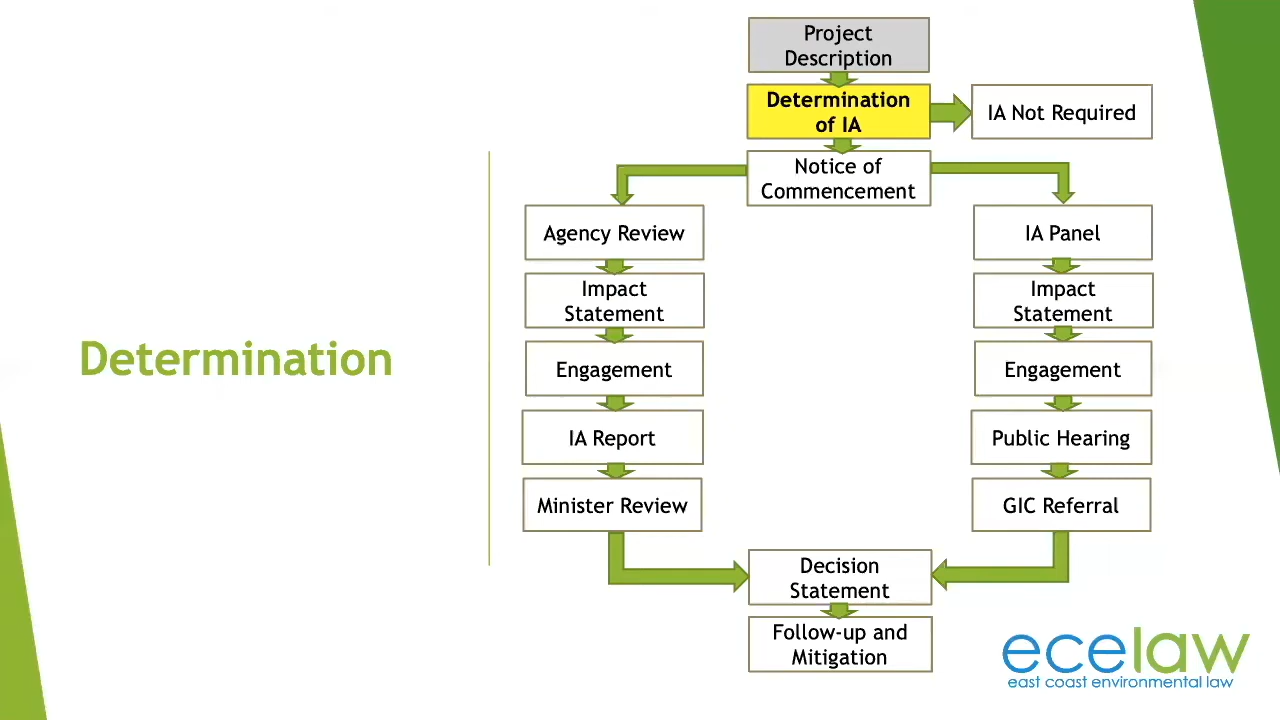 Determination
Project
Description
Determination
of IA
IA Not Required
Notice of
Commencement
Agency Review
Impact
Statement
Engagement
IA Report
Minister Review
IA Panel
Impact
Statement
Engagement
Public Hearing
GIC Referral
Decision
Statement
Follow-up and
Mitigation
ecelaw
east coast environmental law